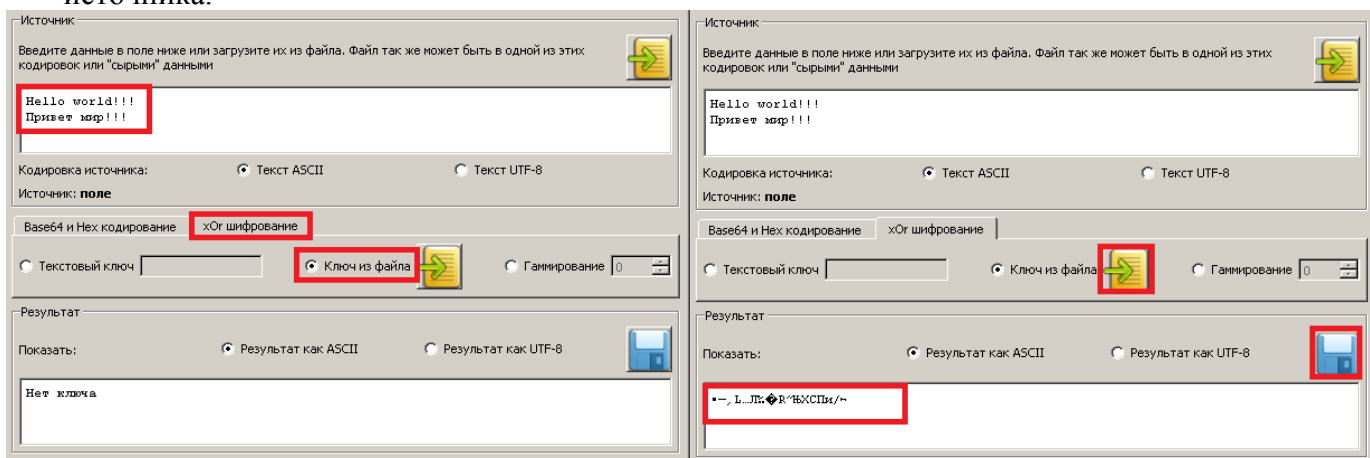 источника.
Источник
Введите данные в поле ниже или загрузите их из файла. Файл так же может быть в одной из этих
кодировок или "сырыми" данными
Hello world!!!
Привет мир!!!
Кодировка источника: Текст ASCII Текст UTF-8
Источник: поле
Base64 и Hex кодирование xOr шифрование
Текстовый ключ Ключ из файла Гаммирование 0
Результат
Показать: Результат как ASCII Результат как UTF-8
Нет ключа
Источник
Введите данные в поле ниже или загрузите их из файла. Файл так же может быть в одной из этих
кодировок или "сырыми" данными
Hello world!!!
Привет мир!!!
Кодировка источника: Текст ASCII Текст UTF-8
Источник: поле
Base64 и Hex кодирование xOr шифрование
Текстовый ключ Ключ из файла Гаммирование 0
Результат
Показать: Результат как ASCII Результат как UTF-8